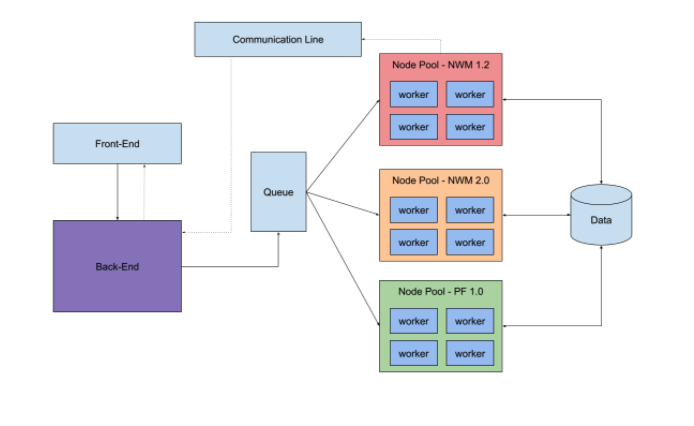 Communication Line
Node Pool - NWM 1.2
worker worker
worker worker
Front-End
Queue
Node Pool - NWM 2.0
worker worker
worker worker
Data
Back-End
Node Pool - PF 1.0
worker worker
worker worker